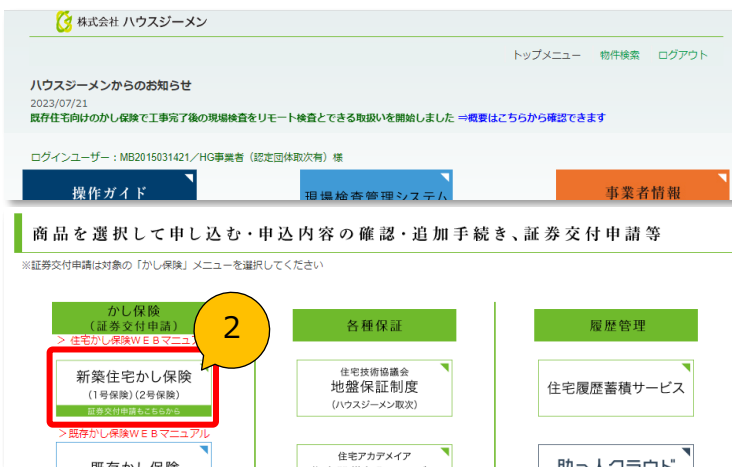 株式会社 ハウスジーメン
トップメニュー 物件検索 ログアウト
ハウスジーメンからのお知らせ
2023/07/21
既存住宅向けのかし保険で工事完了後の現場検査をリモート検査とできる取扱いを開始しました ⇒概要はこちらから確認できます
ログインユーザー：MB2015031421／HG事業者（認定団体取次有）様
操作ガイド 現場検査管理システム 事業者情報
商品を選択して申し込む・申込内容の確認・追加手続き、証券交付申請等
※証券交付申請は対象の「かし保険」メニューを選択してください
かし保険
（証券交付申請）
各種保証
履歴管理
2
> 住宅かし保険ＷＥＢマニュア
新築住宅かし保険
(1号保険)(2号保険)
証券交付申請もこちらから
住宅技術協議会
地盤保証制度
(ハウスジーメン取次)
住宅履歴蓄積サービス
＞既存かし保険ＷＥＢマニュアル
既存かし保険
住宅アカデメイア
助っ人クラウド